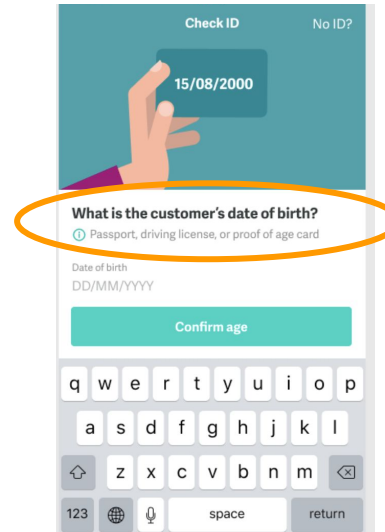 Check ID No ID?
15/08/2000
What is the customer's date of birth?
Passport, driving license, or proof of age card
Date of birth
DD/MM/YYYY
Confirm age
q w e r t y u i o p
a s d f g h j k l
z x c v b n m
123 space return